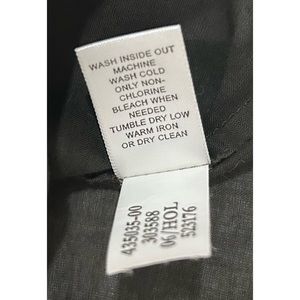 WASH INSIDE OUT
MACHINE
WASH COLD
ONLY NON-
CHLORINE
BLEACH WHEN
NEEDED
TUMBLE DRY LOW
WARM IRON
OR DRY CLEAN
435035-00
303588
06/HOL
523176